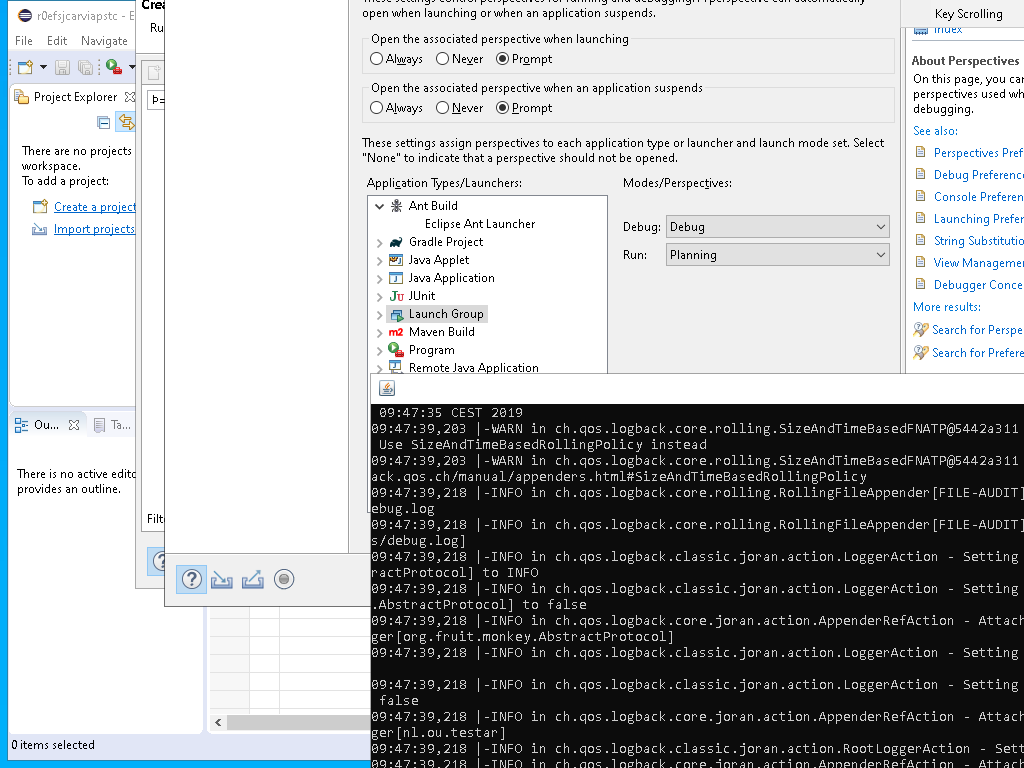 r0efsjcarviapstc - E
File
Edit
Navigate
Project Explorer
There are no projects
workspace.
To add a project:
Create a project
Import projects
Ou...
Ta...
There is no active edito
provides an outline.
0 items selected
Crea
Ru
Filt
open when launching or when an application suspends.
Open the associated perspective when launching
Always
Never
Prompt
Open the associated perspective when an application suspends
Always
Never
Prompt
These settings assign perspectives to each application type or launcher and launch mode set. Select
"None" to indicate that a perspective should not be opened.
Application Types/Launchers:
Ant Build
Eclipse Ant Launcher
Gradle Project
Java Applet
Java Application
JUnit
Launch Group
Maven Build
Program
Remote Java Application
Modes/Perspectives:
Debug:
Debug
Run:
Planning
Key Scrolling
Index
About Perspectives
On this page, you can
perspectives used wh
debugging.
See also:
Perspectives Pref
Debug Preference
Console Preferen
Launching Prefer
String Substitutio
View Managemen
Debugger Conce
More results:
Search for Perspe
Search for Prefere
09:47:35 CEST 2019
09:47:39,203 |-WARN in ch.qos.logback.core.rolling.SizeAndTimeBasedFNATP@5442a311
Use SizeAndTimeBasedRollingPolicy instead
09:47:39,203 |-WARN in ch.qos.logback.core.rolling.SizeAndTimeBasedFNATP@5442a311
ack.qos.ch/manual/appenders.html#SizeAndTimeBasedRollingPolicy
09:47:39,218 |-INFO in ch.qos.logback.core.rolling.RollingFileAppender[FILE-AUDIT]
ebug.log
09:47:39,218 |-INFO in ch.qos.logback.core.rolling.RollingFileAppender[FILE-AUDIT]
s/debug.log]
09:47:39,218 |-INFO in ch.qos.logback.classic.joran.action.LoggerAction - Setting
ractProtocol] to INFO
09:47:39,218 |-INFO in ch.qos.logback.classic.joran.action.LoggerAction - Setting
.AbstractProtocol] to false
09:47:39,218 |-INFO in ch.qos.logback.core.joran.action.AppenderRefAction - Attach
ger[org.fruit.monkey.AbstractProtocol]
09:47:39,218 |-INFO in ch.qos.logback.classic.joran.action.LoggerAction - Setting
09:47:39,218 |-INFO in ch.qos.logback.classic.joran.action.LoggerAction - Setting
false
09:47:39,218 |-INFO in ch.qos.logback.core.joran.action.AppenderRefAction - Attach
ger[nl.ou.testar]
09:47:39,218 |-INFO in ch.qos.logback.classic.joran.action.RootLoggerAction - Sett
09:47:39,218 |-INFO in ch.qos.logback.core.joran.action.AppenderRefAction - Attach